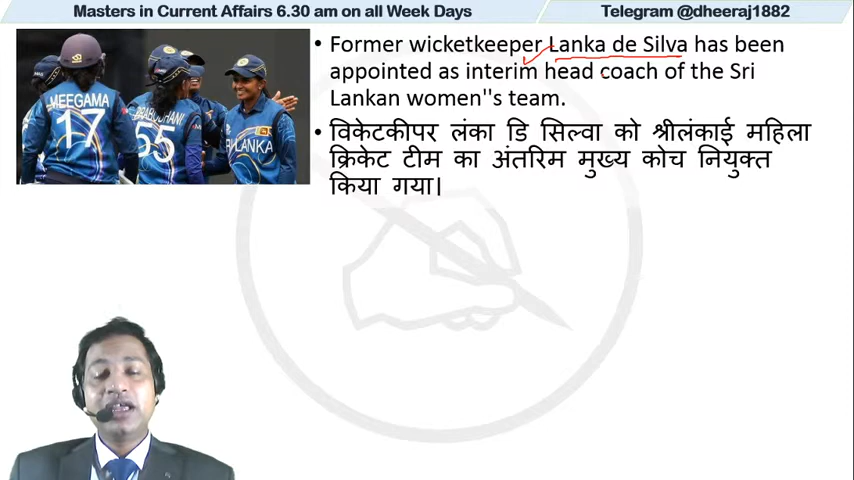 Masters in Current Affairs 6.30 am on all Week Days
Telegram @dheeraj1882
MEEGAMA
17
PRABODHANI
55
SRI LANKA
• Former wicketkeeper Lanka de Silva has been
appointed as interim head coach of the Sri
Lankan women''s team.
• विकेटकीपर लंका डि सिल्वा को श्रीलंकाई महिला
क्रिकेट टीम का अंतरिम मुख्य कोच नियुक्त
किया गया।